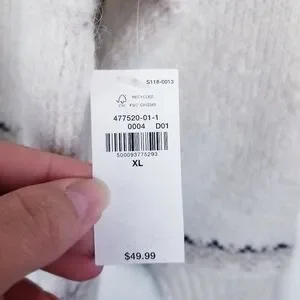 S118-0013
RECYCLED
477520-01-1
0004 D01
500093775293
XL
$49.99